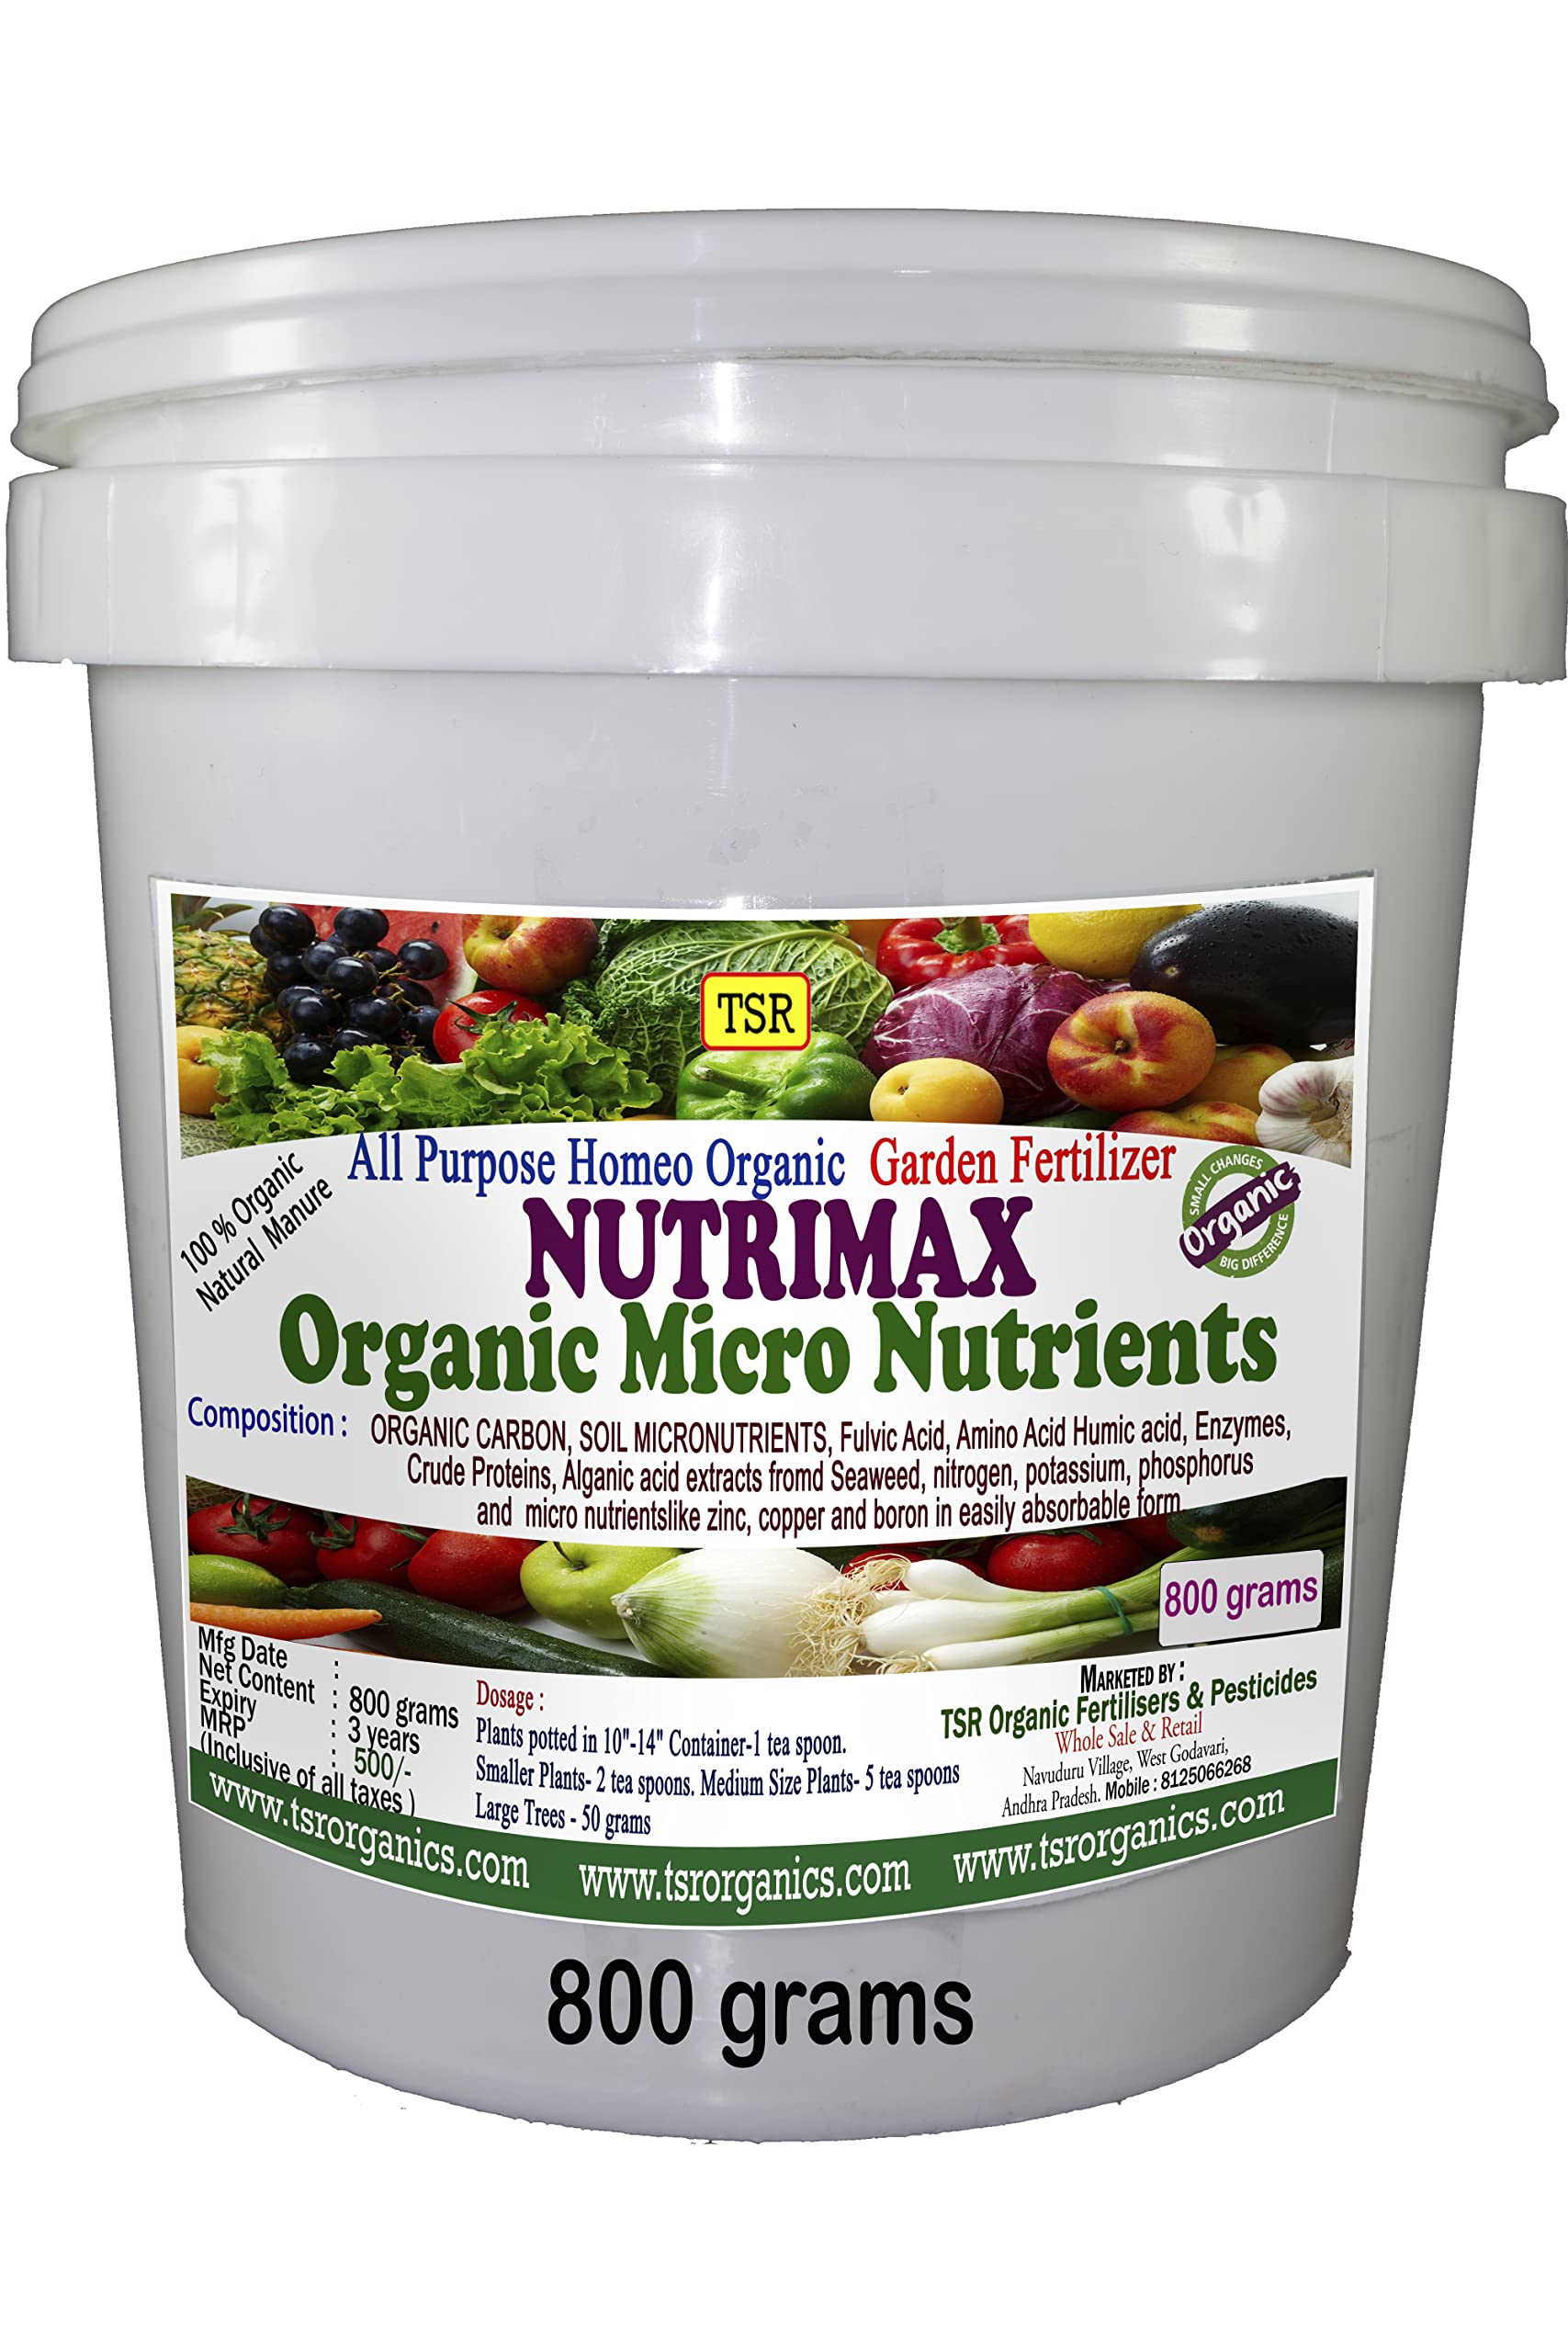 TSR
All Purpose Homeo Organic Garden Fertilizer
100 % Organic
Natural Manure
SMALL CHANGES
Organic
BIG DIFFERENCE
NUTRIMAX
Organic Micro Nutrients
Composition : ORGANIC CARBON, SOIL MICRONUTRIENTS, Fulvic Acid, Amino Acid Humic acid, Enzymes,
Crude Proteins, Alganic acid extracts fromd Seaweed, nitrogen, potassium, phosphorus
and micro nutrientslike zinc, copper and boron in easily absorbable form
800 grams
Mfg Date :
Net Content : 800 grams
Expiry : 3 years
MRP : 500/-
(Inclusive of all taxes )
Dosage :
Plants potted in 10"-14" Container-1 tea spoon.
Smaller Plants- 2 tea spoons. Medium Size Plants- 5 tea spoons
Large Trees - 50 grams
MARKETED BY :
TSR Organic Fertilisers & Pesticides
Whole Sale & Retail
Navuduru Village, West Godavari,
Andhra Pradesh. Mobile : 8125066268
www.tsrorganics.com www.tsrorganics.com www.tsrorganics.com
800 grams